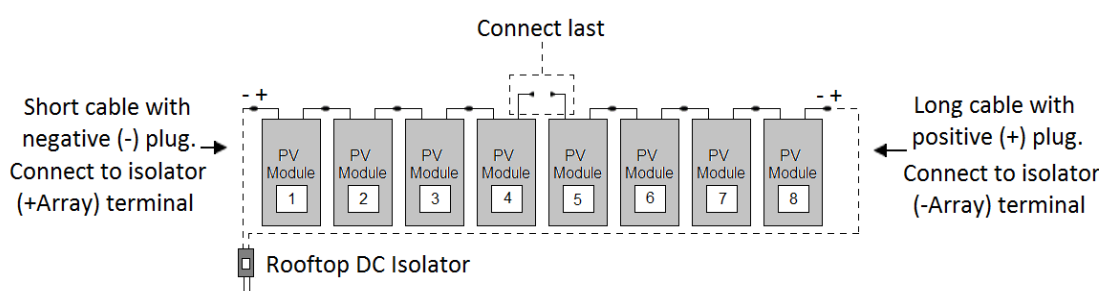 Connect last
- +
- +
Short cable with
negative (-) plug.
Connect to isolator
(+Array) terminal
Long cable with
positive (+) plug.
Connect to isolator
(-Array) terminal
PV
Module
1
PV
Module
2
PV
Module
3
PV
Module
4
PV
Module
5
PV
Module
6
PV
Module
7
PV
Module
8
Rooftop DC Isolator